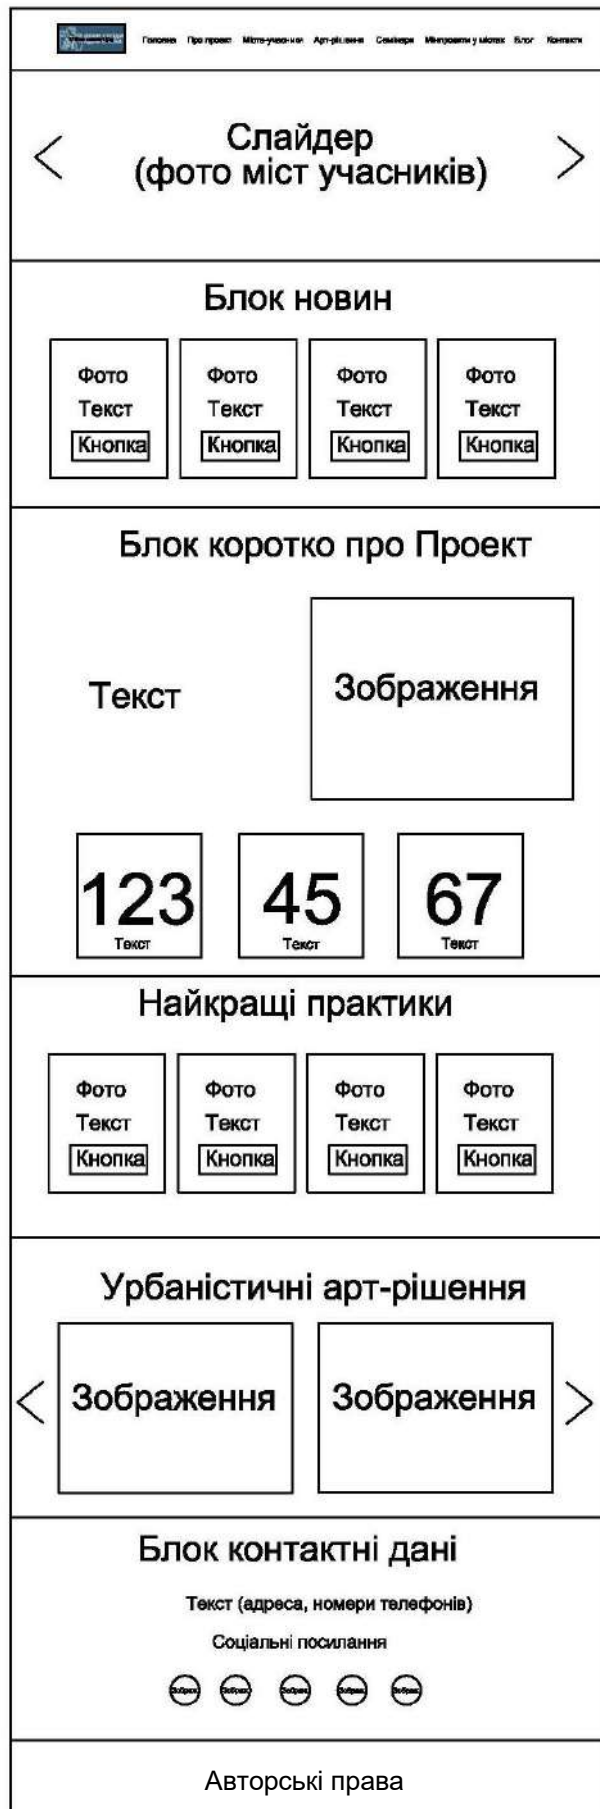 Головна Про проект Міста-учасники Арт-рішення Семінари Мініпроекти у містах Блог Контакти
Слайдер
(фото міст учасників)
Блок новин
Фото Фото Фото Фото
Текст Текст Текст Текст
Кнопка Кнопка Кнопка Кнопка
Блок коротко про Проект
Текст
Зображення
123 45 67
Текст Текст Текст
Найкращі практики
Фото Фото Фото Фото
Текст Текст Текст Текст
Кнопка Кнопка Кнопка Кнопка
Урбаністичні арт-рішення
Зображення Зображення
Блок контактні дані
Текст (адреса, номери телефонів)
Соціальні посилання
Авторські права